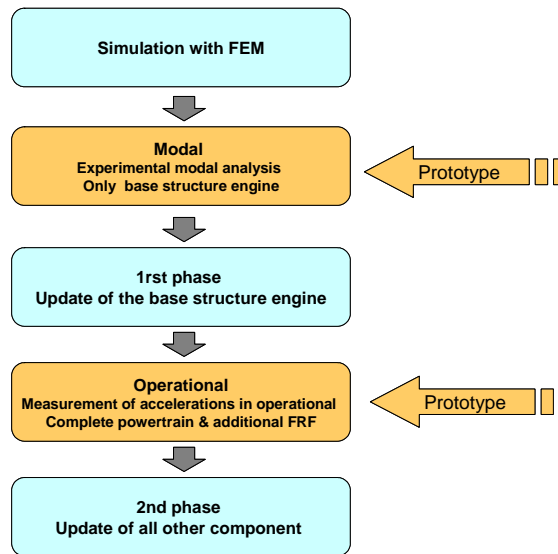 Simulation with FEM
Modal
Experimental modal analysis
Only base structure engine
Prototype
1rst phase
Update of the base structure engine
Operational
Measurement of accelerations in operational
Complete powertrain & additional FRF
Prototype
2nd phase
Update of all other component